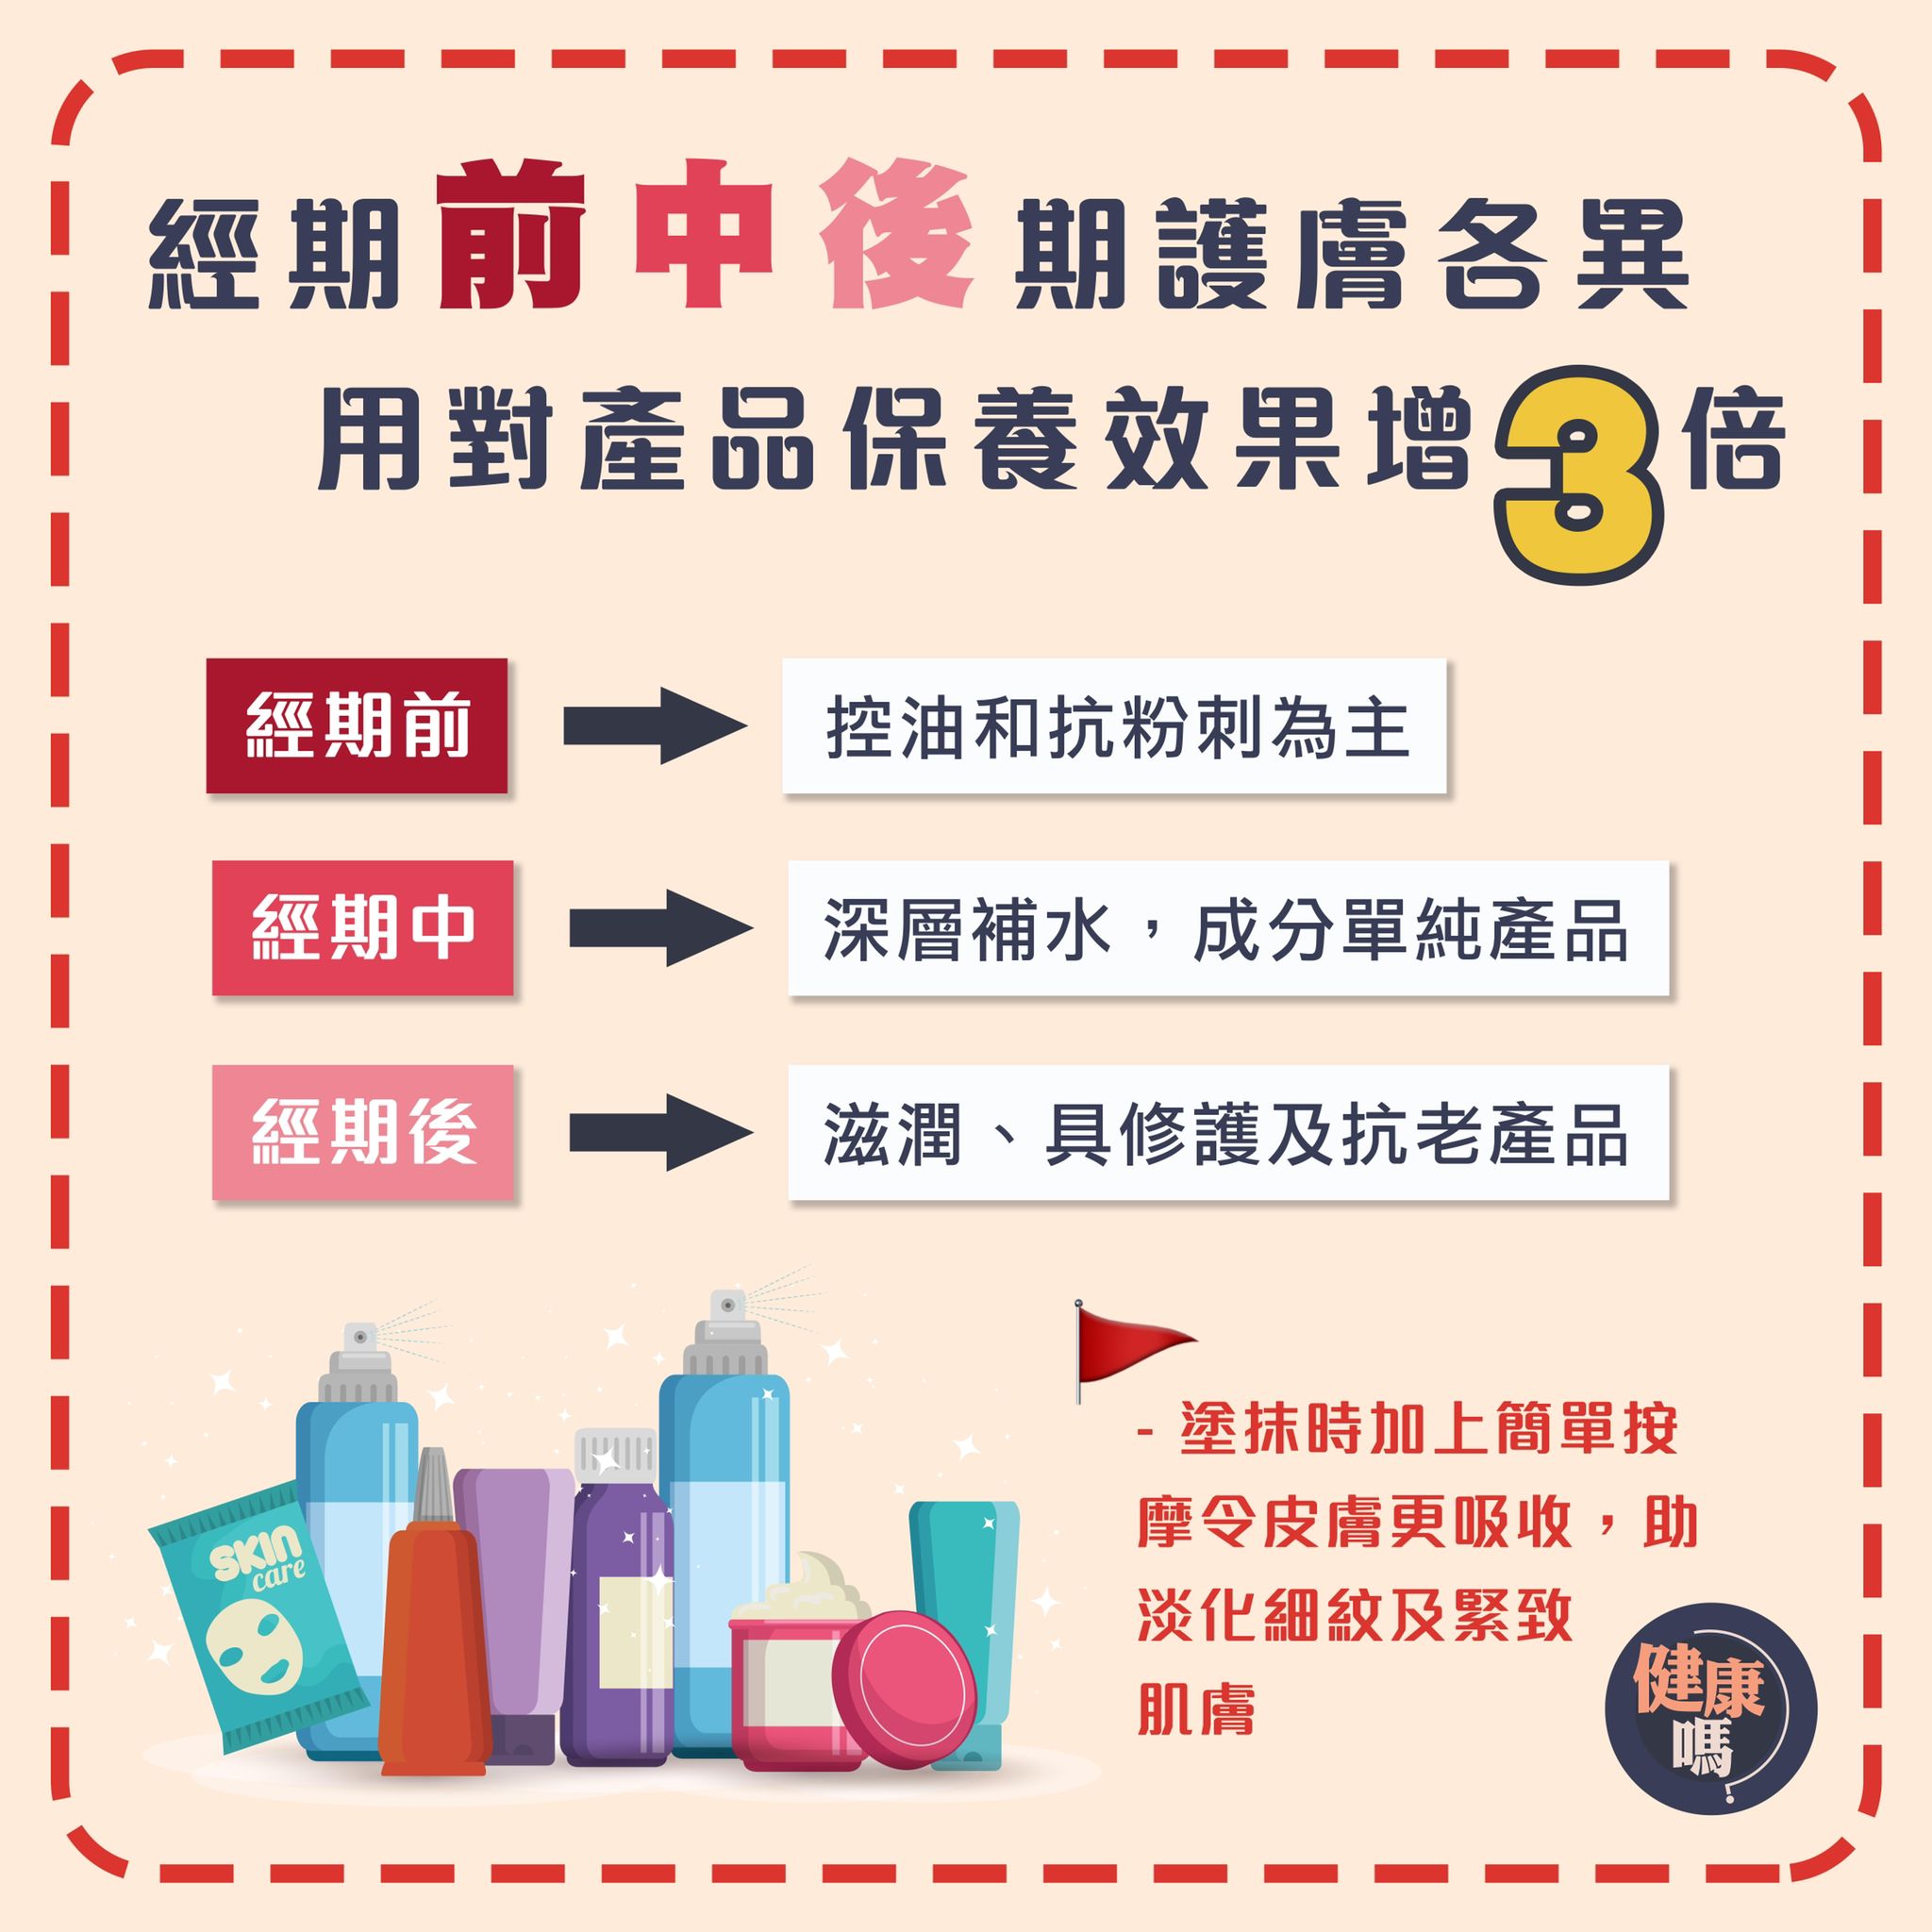 經期前中後期護膚各異
用對產品保養效果增3倍
經期前
控油和抗粉刺為主
經期中
深層補水，成分單純產品
經期後
滋潤、具修護及抗老產品
- 塗抹時加上簡單按
摩令皮膚更吸收，助
淡化細紋及緊致
肌膚
SKIN
care
健康
嗎?